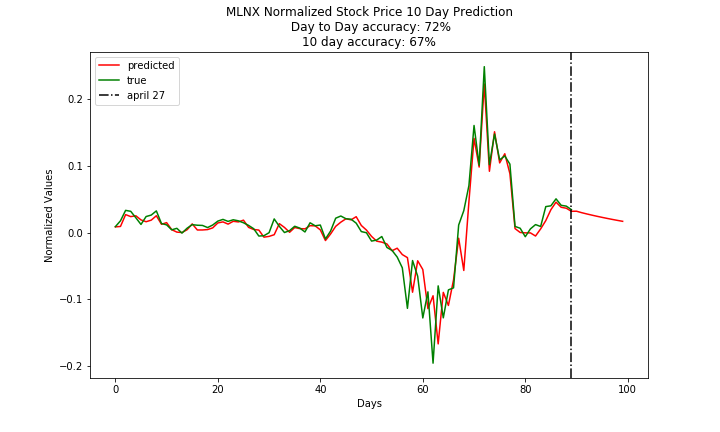 MLNX Normalized Stock Price 10 Day Prediction
Day to Day accuracy: 72%
10 day accuracy: 67%
predicted
true
april 27
Normalized Values
0.2
0.1
0.0
−0.1
−0.2
0 20 40 60 80 100
Days